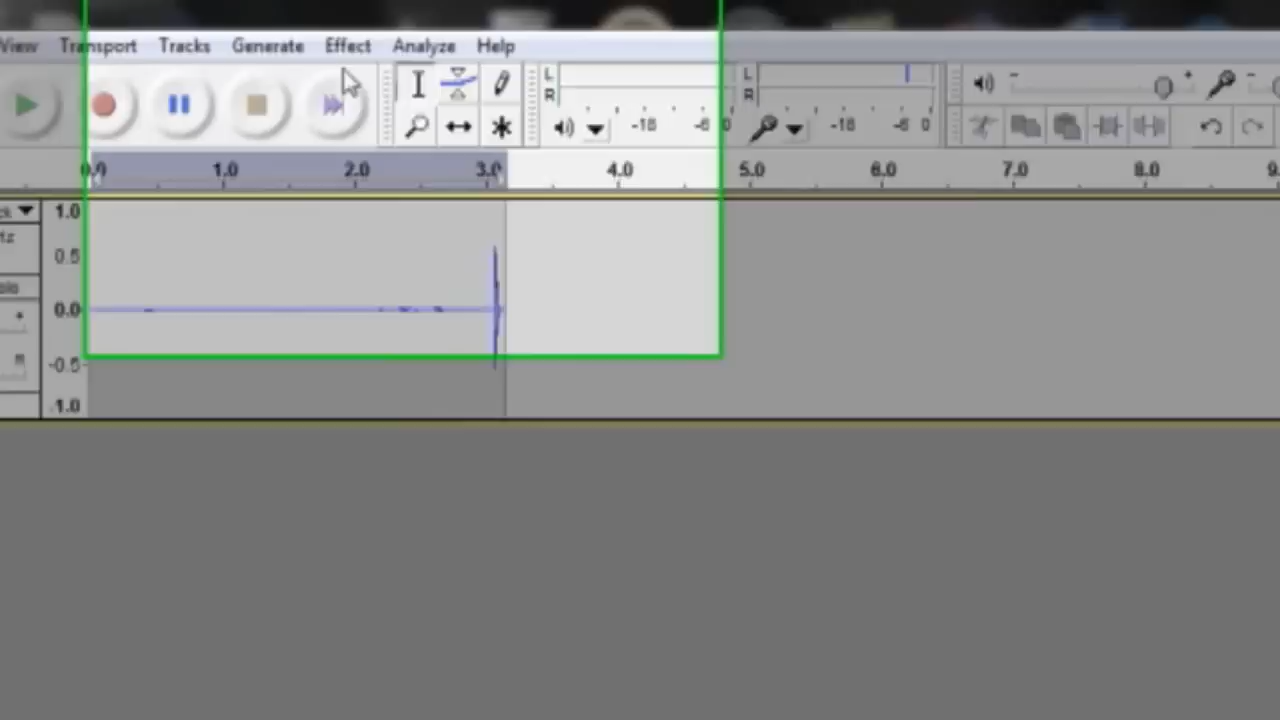 View Transport Tracks Generate Effect Analyze Help
L L
R R
-18 -6 0 -18 -6 0
0.0 1.0 2.0 3.0 4.0 5.0 6.0 7.0 8.0 9.
1.0
tz 0.5
0.0
-0.5
1.0